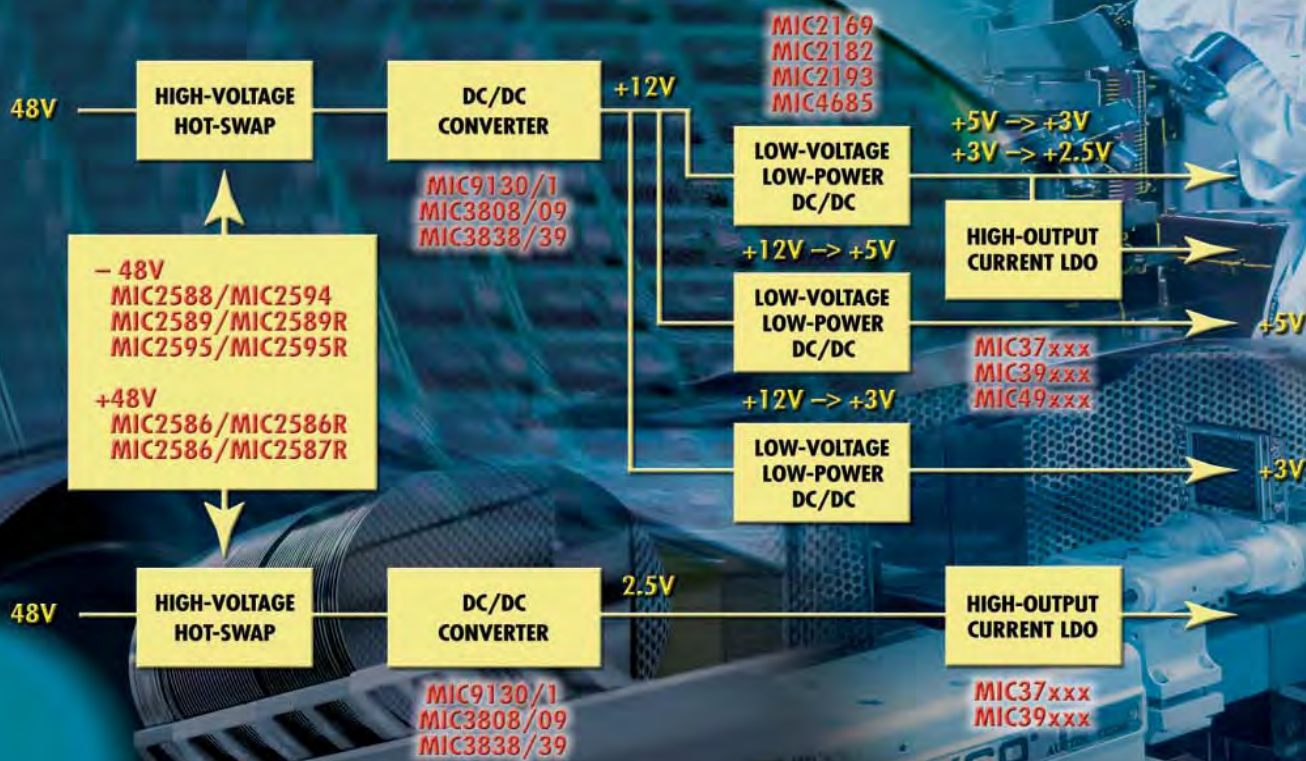 MIC2169
MIC2182
MIC2193
MIC4685
48V
HIGH-VOLTAGE
HOT-SWAP
DC/DC
CONVERTER
+12V
MIC9130/1
MIC3808/09
MIC3838/39
LOW-VOLTAGE
LOW-POWER
DC/DC
+5V –> +3V
+3V –> +2.5V
HIGH-OUTPUT
CURRENT LDO
– 48V
MIC2588/MIC2594
MIC2589/MIC2589R
MIC2595/MIC2595R
+48V
MIC2586/MIC2586R
MIC2586/MIC2587R
+12V –> +5V
LOW-VOLTAGE
LOW-POWER
DC/DC
+5V
MIC37xxx
MIC39xxx
MIC49xxx
+12V –> +3V
LOW-VOLTAGE
LOW-POWER
DC/DC
+3V
48V
HIGH-VOLTAGE
HOT-SWAP
DC/DC
CONVERTER
2.5V
HIGH-OUTPUT
CURRENT LDO
MIC9130/1
MIC3808/09
MIC3838/39
MIC37xxx
MIC39xxx